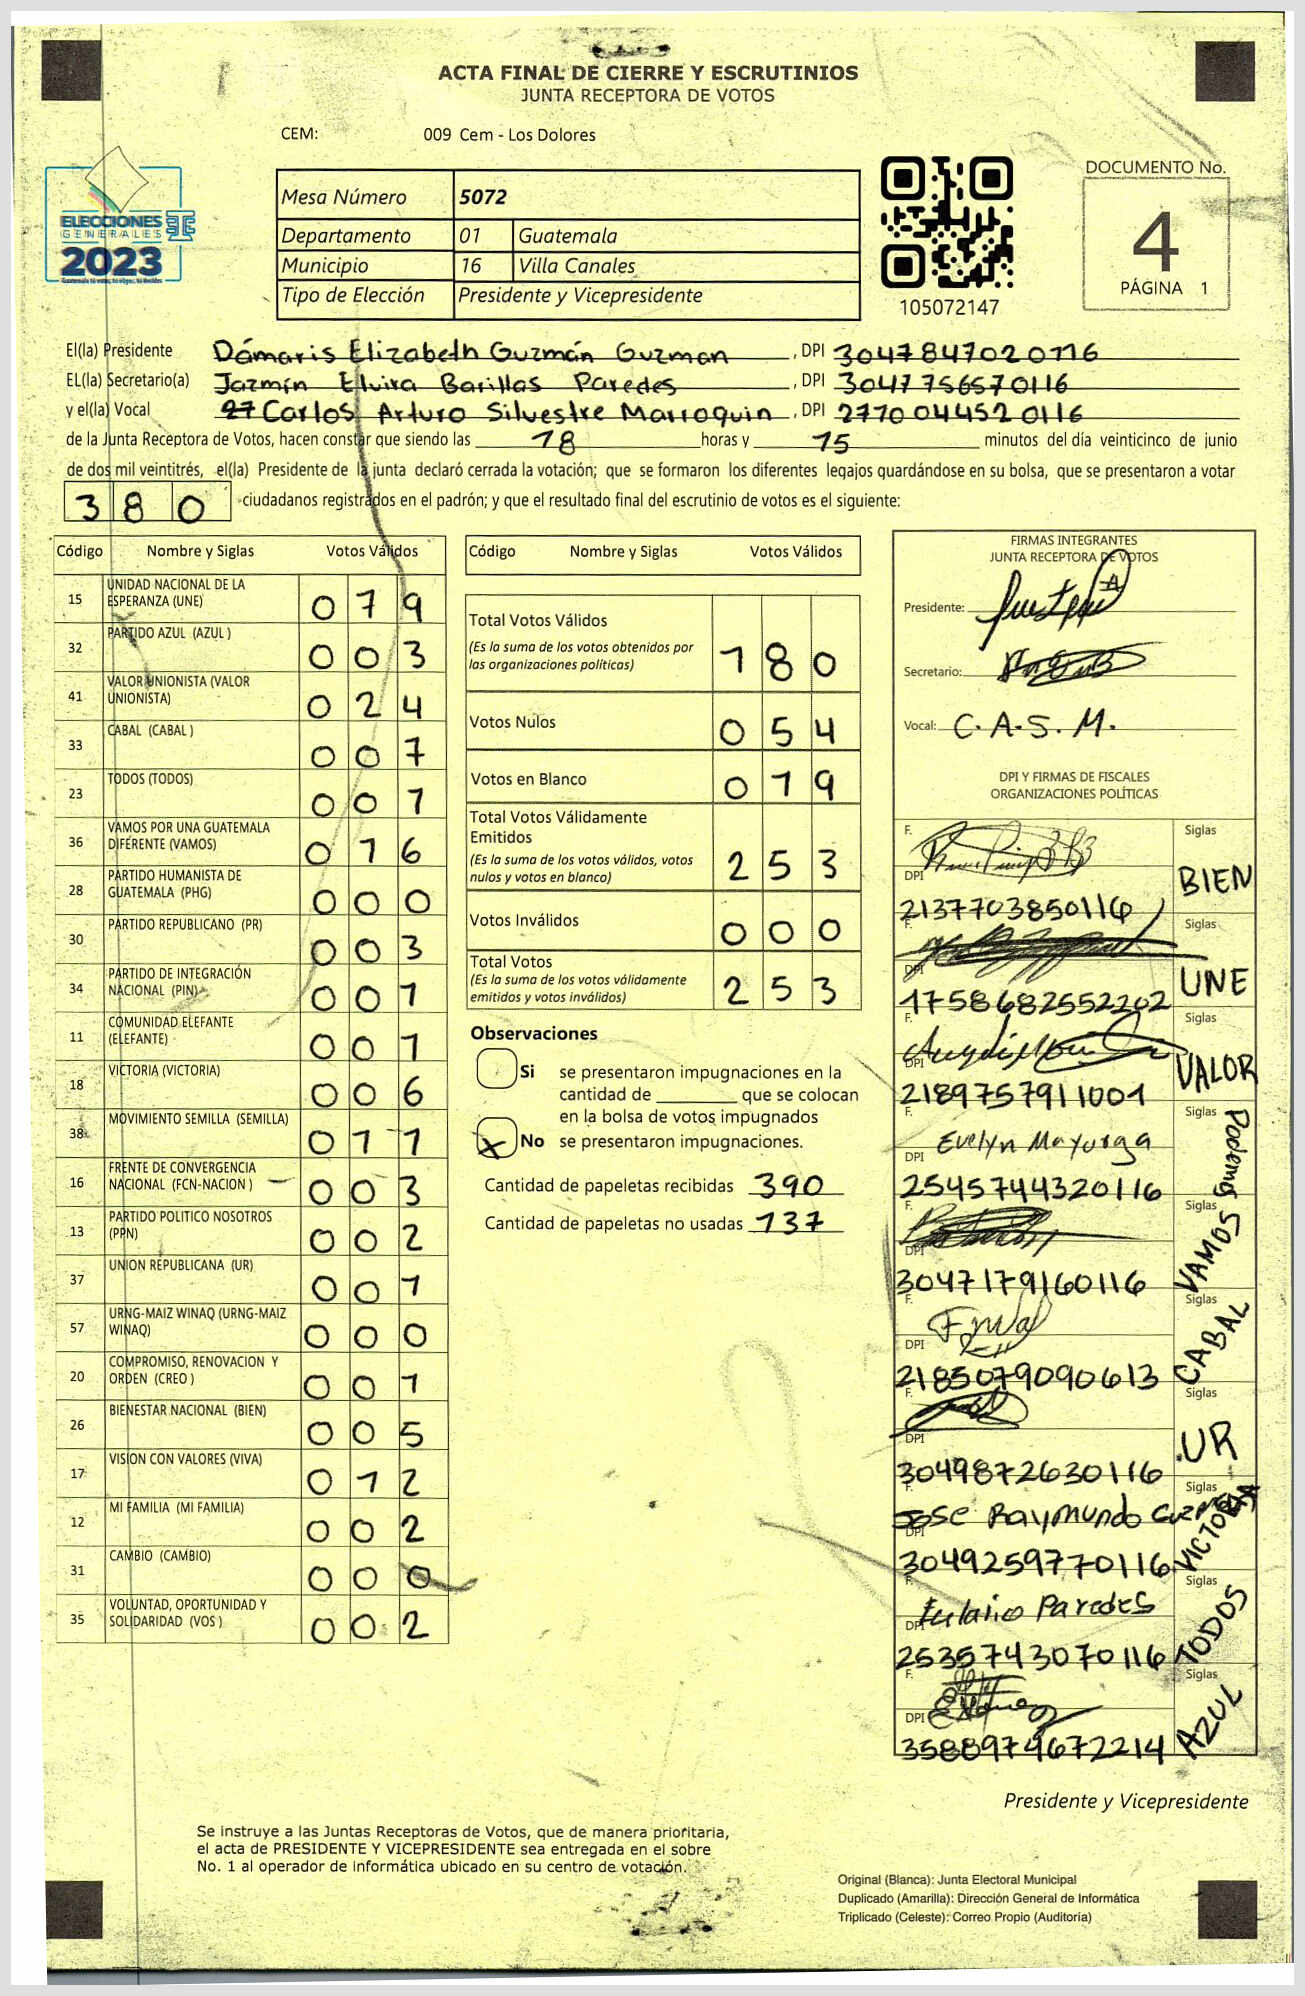 ACTA FINAL DE CIERRE Y ESCRUTINIOS
JUNTA RECEPTORA DE VOTOS
CEM: 009 Cem - Los Dolores
ELECCIONES
GENERALES
2023
Mesa Número 5072
Departamento 01 Guatemala
Municipio 16 Villa Canales
Tipo de Elección Presidente y Vicepresidente
105072147
DOCUMENTO No.
4
PÁGINA 1
El(la) Presidente Dámaris Elizabeth Guzmán Guzman, DPI 3047847020116
EL(la) Secretario(a) Jazmín Elvira Barillas Paredes, DPI 3047756570116
y el(la) Vocal Carlos Arturo Silvestre Marroquin, DPI 2770044520116
de la Junta Receptora de Votos, hacen constar que siendo las 18 horas y 15 minutos del día veinticinco de junio
de dos mil veintitrés, el(la) Presidente de la junta declaró cerrada la votación; que se formaron los diferentes legajos quardándose en su bolsa, que se presentaron a votar
380 ciudadanos registrados en el padrón; y que el resultado final del escrutinio de votos es el siguiente:
Código Nombre y Siglas Votos Válidos
15 UNIDAD NACIONAL DE LA ESPERANZA (UNE) 079
32 PARTIDO AZUL (AZUL ) 003
41 VALOR UNIONISTA (VALOR UNIONISTA) 024
33 CABAL (CABAL ) 007
23 TODOS (TODOS) 001
36 VAMOS POR UNA GUATEMALA DIFERENTE (VAMOS) 016
28 PARTIDO HUMANISTA DE GUATEMALA (PHG) 000
30 PARTIDO REPUBLICANO (PR) 003
34 PARTIDO DE INTEGRACIÓN NACIONAL (PIN) 001
11 COMUNIDAD ELEFANTE (ELEFANTE) 001
18 VICTORIA (VICTORIA) 006
38 MOVIMIENTO SEMILLA (SEMILLA) 011
16 FRENTE DE CONVERGENCIA NACIONAL (FCN-NACION ) 003
13 PARTIDO POLITICO NOSOTROS (PPN) 002
37 UNION REPUBLICANA (UR) 001
57 URNG-MAIZ WINAQ (URNG-MAIZ WINAQ) 000
20 COMPROMISO, RENOVACION Y ORDEN (CREO ) 001
26 BIENESTAR NACIONAL (BIEN) 005
17 VISION CON VALORES (VIVA) 012
12 MI FAMILIA (MI FAMILIA) 002
31 CAMBIO (CAMBIO) 000
35 VOLUNTAD, OPORTUNIDAD Y SOLIDARIDAD (VOS ) 002
Código Nombre y Siglas Votos Válidos
Total Votos Válidos 180
(Es la suma de los votos obtenidos por
las organizaciones políticas)
Votos Nulos 054
Votos en Blanco 019
Total Votos Válidamente
Emitidos 253
(Es la suma de los votos válidos, votos
nulos y votos en blanco)
Votos Inválidos 000
Total Votos 253
(Es la suma de los votos válidamente
emitidos y votos inválidos)
Observaciones
Si se presentaron impugnaciones en la
cantidad de ________ que se colocan
en la bolsa de votos impugnados
x No se presentaron impugnaciones.
Cantidad de papeletas recibidas 390
Cantidad de papeletas no usadas 137
FIRMAS INTEGRANTES
JUNTA RECEPTORA DE VOTOS
Presidente:
Secretario:
Vocal: C.A.S.M.
DPI Y FIRMAS DE FISCALES
ORGANIZACIONES POLÍTICAS
F. Siglas BIEN
DPI 2137703850116
F. Siglas UNE
DPI 1758682552202
F. Siglas VALOR
DPI 2189757911001
F. Evelyn Mayorga Siglas Podemos
DPI 2545744320116
F. Siglas VAMOS
DPI 3047179160116
F. Siglas CABAL
DPI 2185079090613
F. Siglas UR
DPI 3049872630116
F. Jose Raymundo Siglas VICTORIA
DPI 3049259770116
F. Paredes Siglas TODOS
DPI 2535743070116
F. Siglas AZUL
DPI 3588974672214
Presidente y Vicepresidente
Se instruye a las Juntas Receptoras de Votos, que de manera prioritaria,
el acta de PRESIDENTE Y VICEPRESIDENTE sea entregada en el sobre
No. 1 al operador de informática ubicado en su centro de votación.
Original (Blanca): Junta Electoral Municipal
Duplicado (Amarilla): Dirección General de Informática
Triplicado (Celeste): Correo Propio (Auditoría)